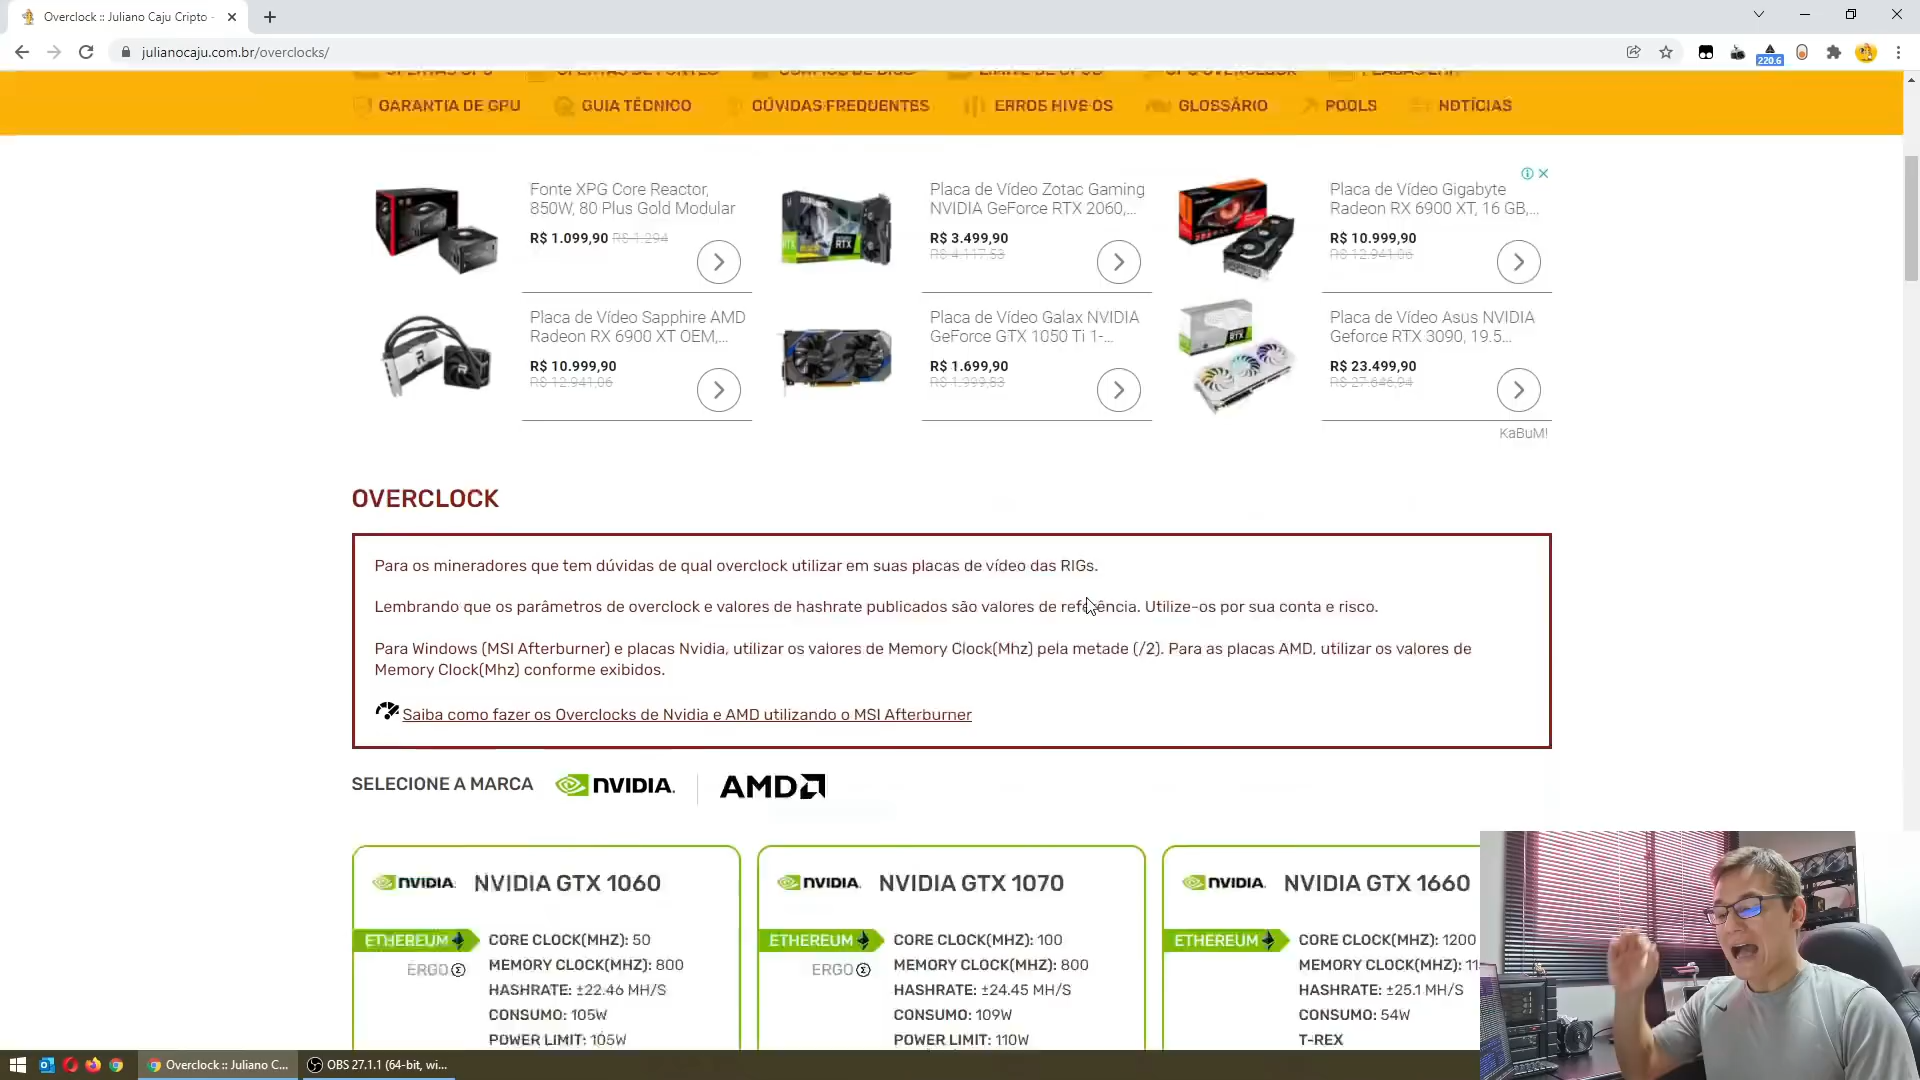 Overclock :: Juliano Caju Cripto -
julianocaju.com.br/overclocks/
220.6
GARANTIA DE GPU
GUIA TÉCNICO
DÚVIDAS FREQUENTES
ERROS HIVE OS
GLOSSÁRIO
POOLS
NOTÍCIAS
Fonte XPG Core Reactor,
850W, 80 Plus Gold Modular
R$ 1.099,90 R$ 1.294
Placa de Vídeo Zotac Gaming
NVIDIA GeForce RTX 2060,...
R$ 3.499,90
R$ 4.117,53
Placa de Vídeo Gigabyte
Radeon RX 6900 XT, 16 GB,...
R$ 10.999,90
R$ 12.941,06
Placa de Vídeo Sapphire AMD
Radeon RX 6900 XT OEM,...
R$ 10.999,90
R$ 12.941,06
Placa de Vídeo Galax NVIDIA
GeForce GTX 1050 Ti 1-...
R$ 1.699,90
R$ 1.999,83
Placa de Vídeo Asus NVIDIA
Geforce RTX 3090, 19.5...
R$ 23.499,90
R$ 27.646,94
KaBuM!
OVERCLOCK
Para os mineradores que tem dúvidas de qual overclock utilizar em suas placas de vídeo das RIGs.
Lembrando que os parâmetros de overclock e valores de hashrate publicados são valores de referência. Utilize-os por sua conta e risco.
Para Windows (MSI Afterburner) e placas Nvidia, utilizar os valores de Memory Clock(Mhz) pela metade (/2). Para as placas AMD, utilizar os valores de
Memory Clock(Mhz) conforme exibidos.
Saiba como fazer os Overclocks de Nvidia e AMD utilizando o MSI Afterburner
SELECIONE A MARCA
NVIDIA.
AMD
NVIDIA. NVIDIA GTX 1060
ETHEREUM
ERGO
CORE CLOCK(MHZ): 50
MEMORY CLOCK(MHZ): 800
HASHRATE: ±22.46 MH/S
CONSUMO: 105W
POWER LIMIT: 105W
NVIDIA. NVIDIA GTX 1070
ETHEREUM
ERGO
CORE CLOCK(MHZ): 100
MEMORY CLOCK(MHZ): 800
HASHRATE: ±24.45 MH/S
CONSUMO: 109W
POWER LIMIT: 110W
NVIDIA. NVIDIA GTX 1660
ETHEREUM
CORE CLOCK(MHZ): 1200
MEMORY CLOCK(MHZ): 11
HASHRATE: ±25.1 MH/S
CONSUMO: 54W
T-REX
Overclock :: Juliano C...
OBS 27.1.1 (64-bit, wi...